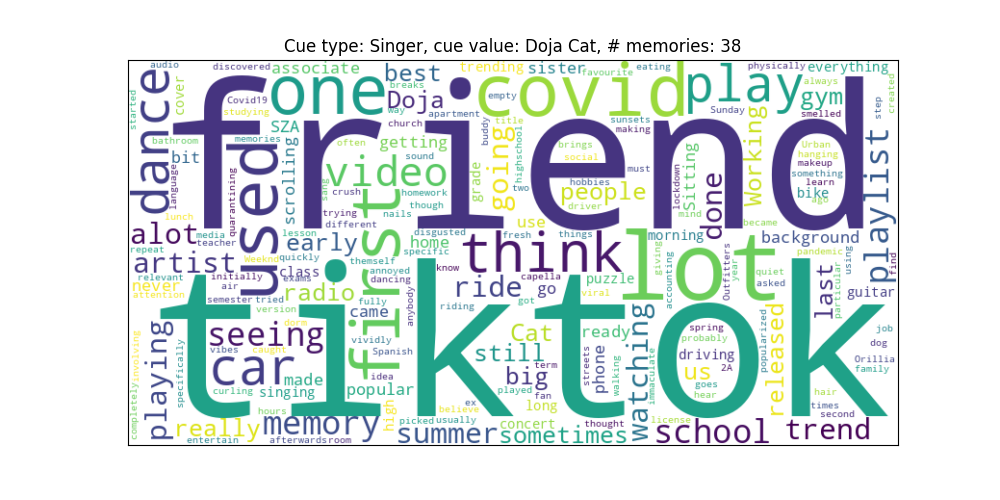 Cue type: Singer, cue value: Doja Cat, # memories: 38
audio discovered associate best trending sister favourite eating physically everything
started cover Covid19 studying one breaks Doja way empty covid play always gym created
dance SZA memories church apartment buddy title sunsets making Sunday smelled step
friend
bathroom bit language scrolling often getting sound video grade going highschool brings social must Sitting Working Urban hanging makeup something learn bike ago
used quarantining sang crush homework two people hobbies driver lockdown mind done playlist
lunch lesson trying nails though different first use became
alot media teacher early disgusted home specific fresh things morning background
repeat artist Weeknd quickly themself think lot giving accounting Outfitters year quiet asked pandemic using find
never relevant initially class exams annoyed dancing know capella puzzle particular
attention air radio came anybody ride go viral last guitar
semester tried version fully riding got
tiktok
playing seeing dora vividly Cat ready spring popularized job
vibes caught Spanish still streets phone watching probably driving released dog
completely involving specifically car idea term big walking immaculate us 2A Orillia family
curling made popular played fan goes hear hair
hours singing high ex believe long license times second
really memory picked usually concert thought school trend
entertain afterwards room summer sometimes